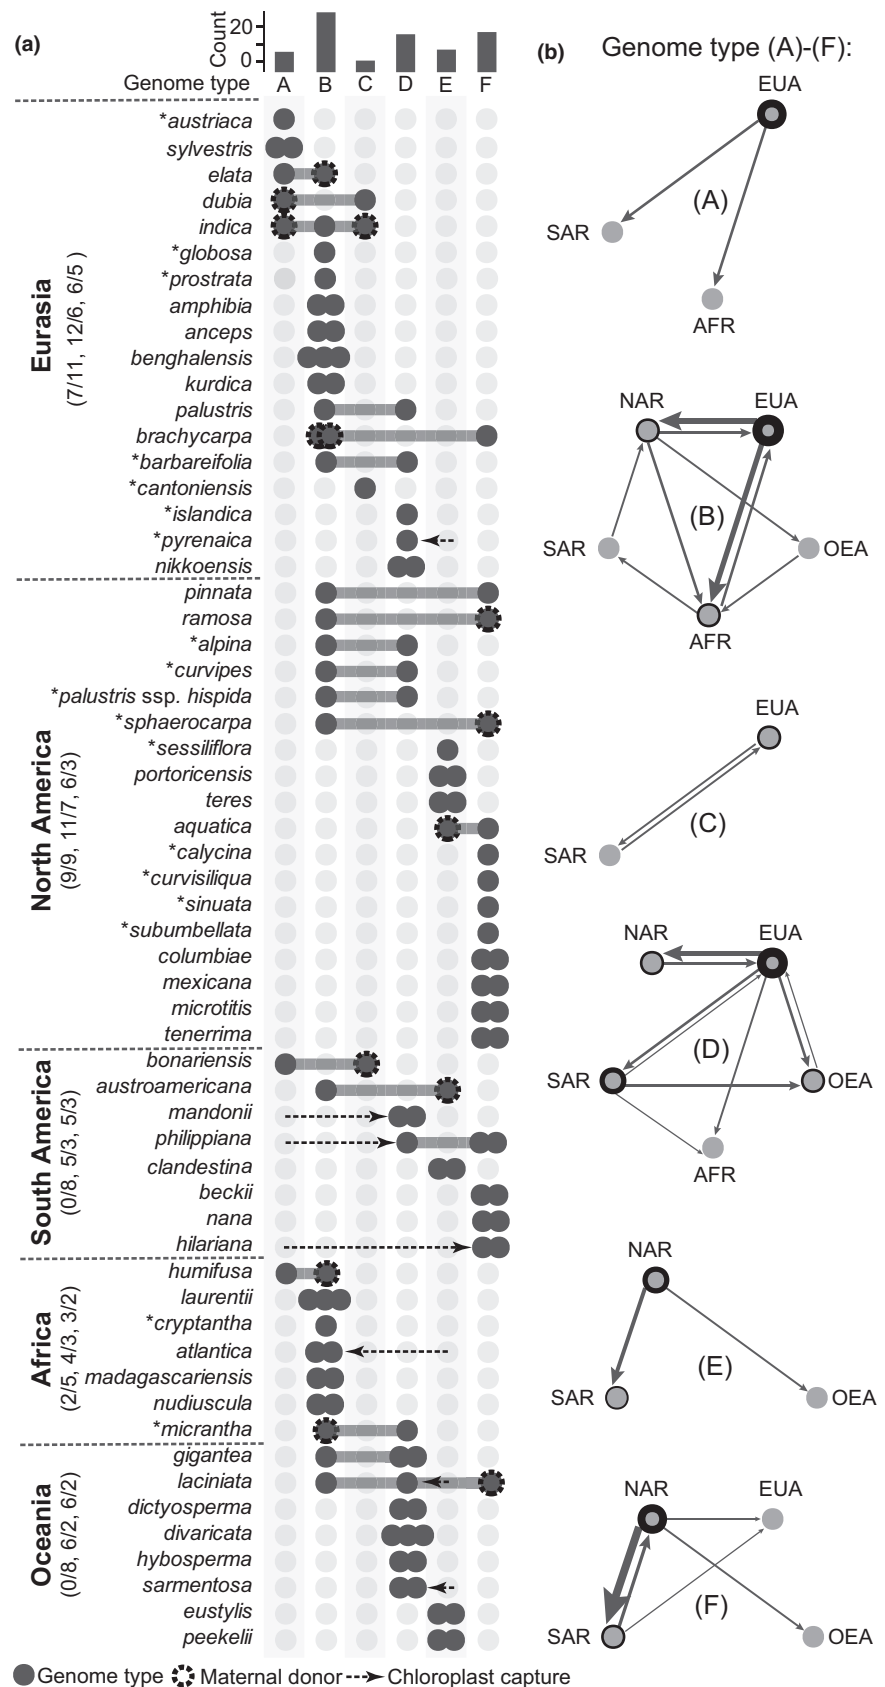 (a)
Count
20
0
Genome type A B C D E F
Eurasia
(7/11, 12/6, 6/5 )
*austriaca
sylvestris
elata
dubia
indica
*globosa
*prostrata
amphibia
anceps
benghalensis
kurdica
palustris
brachycarpa
*barbareifolia
*cantoniensis
*islandica
*pyrenaica
nikkoensis
North America
(9/9, 11/7, 6/3)
pinnata
ramosa
*alpina
*curvipes
*palustris ssp. hispida
*sphaerocarpa
*sessiliflora
portoricensis
teres
aquatica
*calycina
*curvisiliqua
*sinuata
*subumbellata
columbiae
mexicana
microtitis
tenerrima
South America
(0/8, 5/3, 5/3)
bonariensis
austroamericana
mandonii
philippiana
clandestina
beckii
nana
hilariana
Africa
(2/5, 4/3, 3/2)
humifusa
laurentii
*cryptantha
atlantica
madagascariensis
nudiuscula
*micrantha
Oceania
(0/8, 6/2, 6/2)
gigantea
laciniata
dictyosperma
divaricata
hybosperma
sarmentosa
eustylis
peekelii
Genome type Maternal donor Chloroplast capture
(b) Genome type (A)-(F):
EUA
(A)
SAR
AFR
NAR EUA
(B)
SAR OEA
AFR
EUA
(C)
SAR
NAR EUA
(D)
SAR OEA
AFR
NAR
(E)
SAR OEA
NAR EUA
(F)
SAR OEA